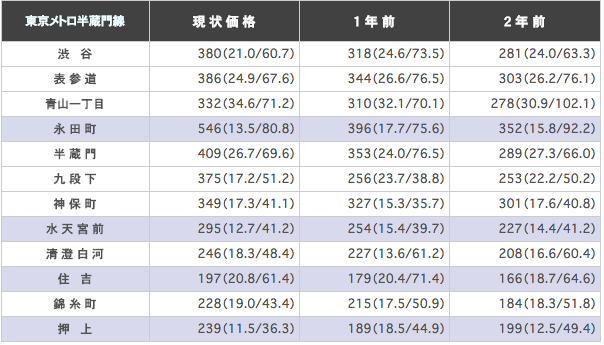 東京メトロ半蔵門線 現状価格 1年前 2年前
渋谷 380(21.0/60.7) 318(24.6/73.5) 281(24.0/63.3)
表参道 386(24.9/67.6) 344(26.6/76.5) 303(26.2/76.1)
青山一丁目 332(34.6/71.2) 310(32.1/70.1) 278(30.9/102.1)
永田町 546(13.5/80.8) 396(17.7/75.6) 352(15.8/92.2)
半蔵門 409(26.7/69.6) 353(24.0/76.5) 289(27.3/66.0)
九段下 375(17.2/51.2) 256(23.7/38.8) 253(22.2/50.2)
神保町 349(17.3/41.1) 327(15.3/35.7) 301(17.6/40.8)
水天宮前 295(12.7/41.2) 254(15.4/39.7) 227(14.4/41.2)
清澄白河 246(18.3/48.4) 227(13.6/61.2) 208(16.6/60.4)
住吉 197(20.8/61.4) 179(20.4/71.4) 166(18.7/64.6)
錦糸町 228(19.0/43.4) 215(17.5/50.9) 184(18.3/51.8)
押上 239(11.5/36.3) 189(18.5/44.9) 199(12.5/49.4)